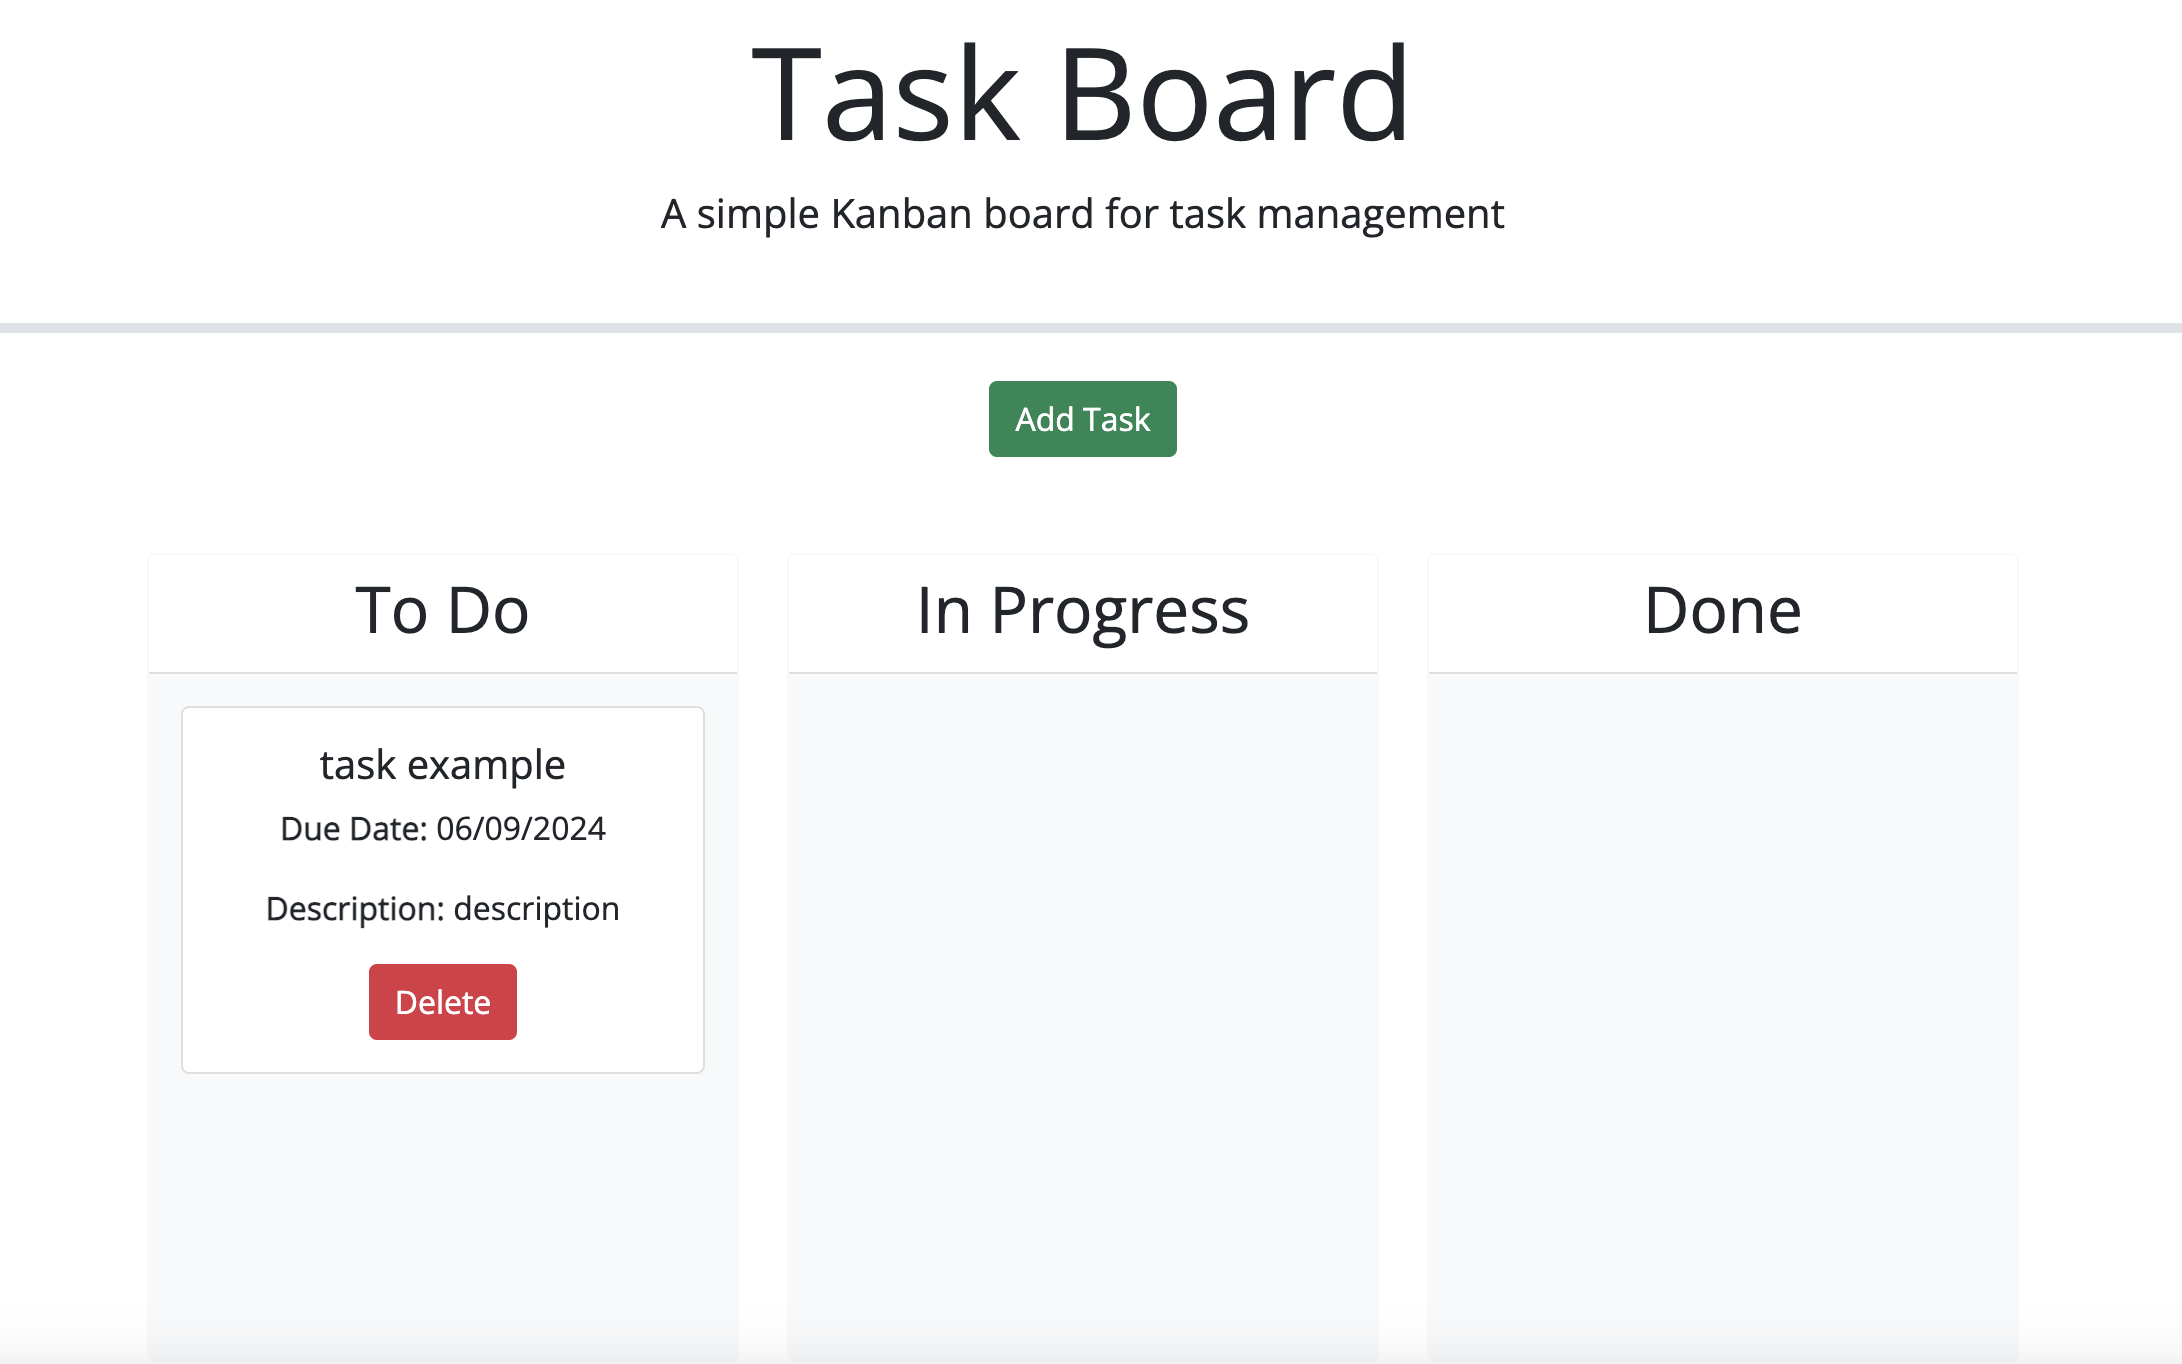 Task Board
A simple Kanban board for task management
Add Task
To Do
In Progress
Done
task example
Due Date: 06/09/2024
Description: description
Delete